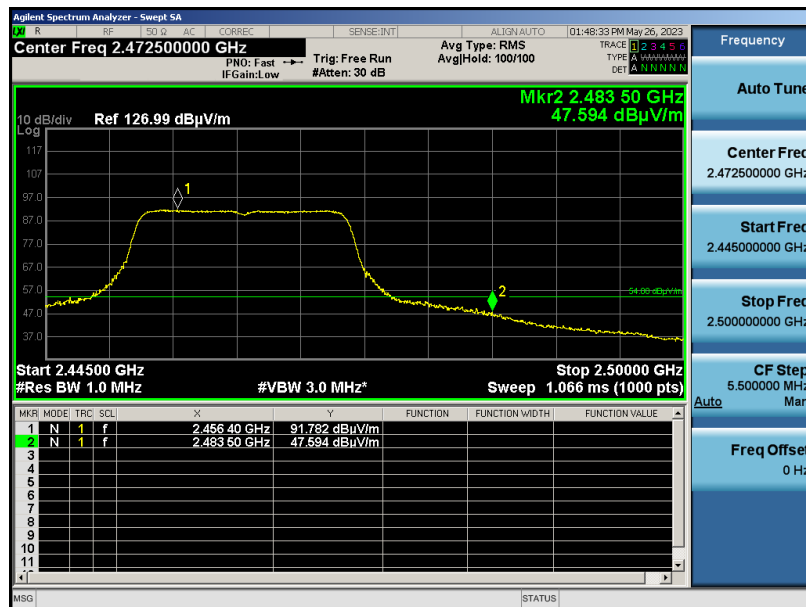 Agilent Spectrum Analyzer - Swept SA
LXI R RF 50 Ω AC CORREC SENSE:INT ALIGN AUTO 01:48:33 PM May 26, 2023
Center Freq 2.472500000 GHz
PNO: Fast
IFGain:Low
Trig: Free Run
#Atten: 30 dB
Avg Type: RMS
Avg|Hold: 100/100
TRACE 1 2 3 4 5 6
TYPE A WWWWW
DET A N N N N N
Mkr2 2.483 50 GHz
47.594 dBµV/m
10 dB/div Ref 126.99 dBµV/m
Log
117
107
97.0
87.0
77.0
67.0
57.0
47.0
37.0
1
2
54.00 dBµV/m
Start 2.44500 GHz Stop 2.50000 GHz
#Res BW 1.0 MHz #VBW 3.0 MHz* Sweep 1.066 ms (1000 pts)
MKR MODE TRC SCL X Y FUNCTION FUNCTION WIDTH FUNCTION VALUE
1 N 1 f 2.456 40 GHz 91.782 dBµV/m
2 N 1 f 2.483 50 GHz 47.594 dBµV/m
3
4
5
6
7
8
9
10
11
MSG STATUS
Frequency
Auto Tune
Center Freq
2.472500000 GHz
Start Freq
2.445000000 GHz
Stop Freq
2.500000000 GHz
CF Step
5.500000 MHz
Auto Man
Freq Offset
0 Hz